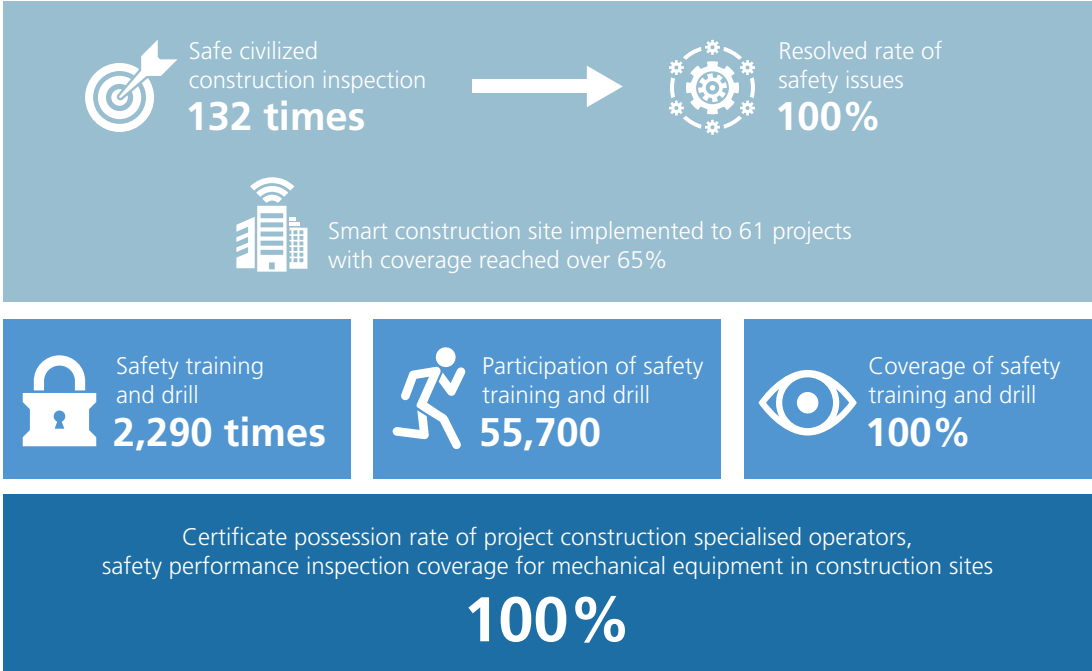 Safe civilized
construction inspection
132 times
Resolved rate of
safety issues
100%
Smart construction site implemented to 61 projects
with coverage reached over 65%
Safety training
and drill
2,290 times
Participation of safety
training and drill
55,700
Coverage of safety
training and drill
100%
Certificate possession rate of project construction specialised operators,
safety performance inspection coverage for mechanical equipment in construction sites
100%